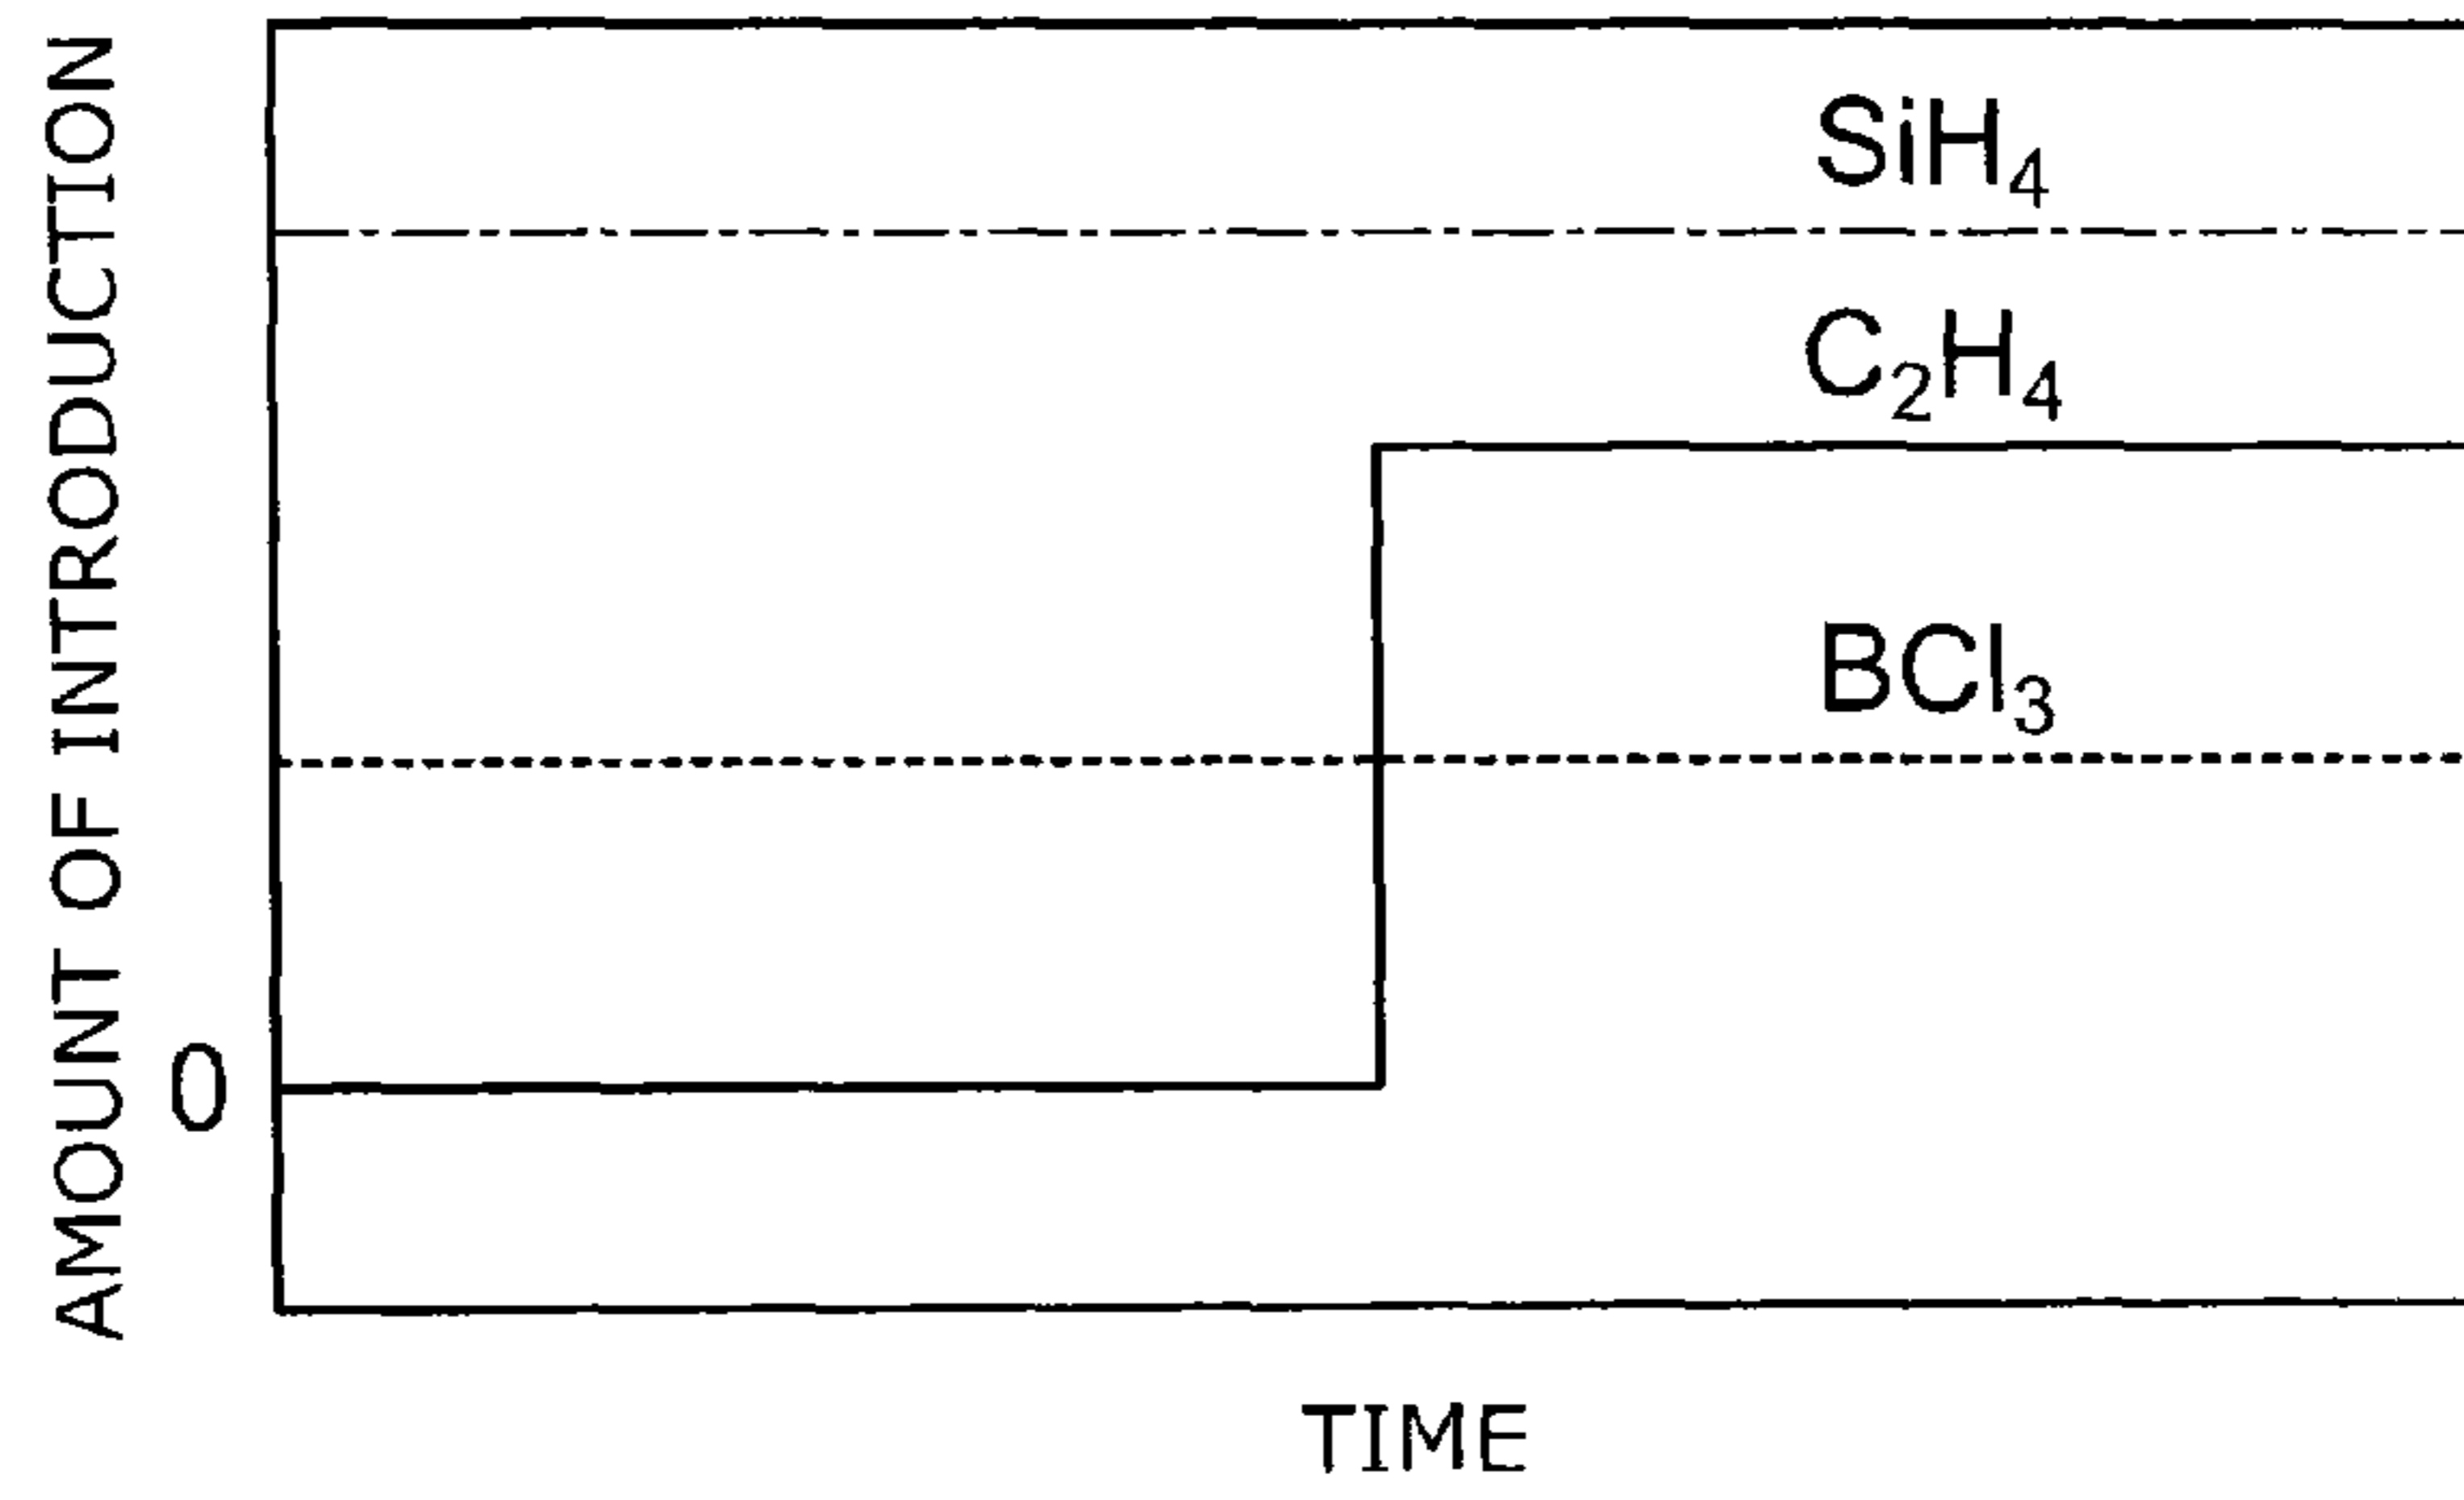 AMOUNT OF INTRODUCTION
SiH₄
C₂H₄
BCl₃
0
TIME